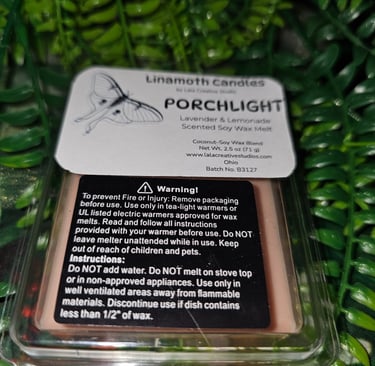 Linamoth Candles
by Lala Creative Studio
PORCHLIGHT
Lavender & Lemonade
Scented Soy Wax Melt
Coconut-Soy Wax Blend
Net Wt. 2.5 oz (71 g)
www.lalacreativestudios.com
Ohio
Batch No. B3127
Warning!
To prevent Fire or Injury: Remove packaging
before use. Use only in tea-light warmers or
UL listed electric warmers approved for wax
melts. Read and follow all instructions
provided with your warmer before use. Do NOT
leave melter unattended while in use. Keep
out of reach of children and pets.
Instructions:
Do NOT add water. Do NOT melt on stove top
or in non-approved appliances. Use only in
well ventilated areas away from flammable
materials. Discontinue use if dish contains
less than 1/2" of wax.